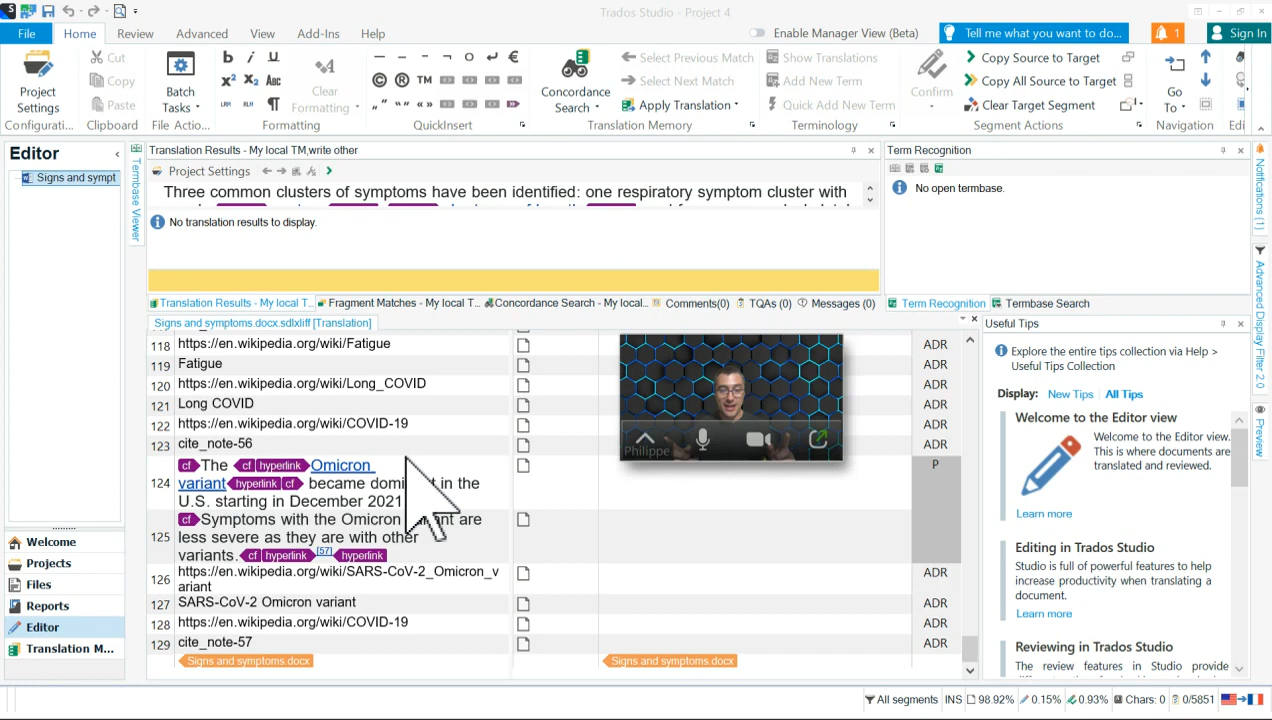 Trados Studio - Project 4
File
Home
Review
Advanced
View
Add-Ins
Help
Enable Manager View (Beta)
Tell me what you want to do...
1
Sign In
Project Settings
Configurati...
Cut
Copy
Paste
Clipboard
Batch Tasks
File Actio...
Clear Formatting
Formatting
QuickInsert
Concordance Search
Select Previous Match
Select Next Match
Apply Translation
Translation Memory
Show Translations
Add New Term
Quick Add New Term
Terminology
Confirm
Copy Source to Target
Copy All Source to Target
Clear Target Segment
Segment Actions
Go To
Navigation
Edi
Editor
Signs and sympt
Termbase Viewer
Translation Results - My local TM,write other
Project Settings
Three common clusters of symptoms have been identified: one respiratory symptom cluster with
No translation results to display.
Term Recognition
No open termbase.
Notifications (1)
Advanced Display Filter 2.0
Preview
Translation Results - My local T...
Fragment Matches - My local T...
Concordance Search - My local...
Comments(0)
TQAs (0)
Messages (0)
Term Recognition
Termbase Search
Signs and symptoms.docx.sdlxliff [Translation]
118 https://en.wikipedia.org/wiki/Fatigue ADR
119 Fatigue ADR
120 https://en.wikipedia.org/wiki/Long_COVID ADR
121 Long COVID ADR
122 https://en.wikipedia.org/wiki/COVID-19 ADR
123 cite_note-56 ADR
124 cf The cf hyperlink Omicron P
variant hyperlink cf became in the
U.S. starting in December 2021
125 cf Symptoms with the Omicron are
less severe as they are with other
variants. cf hyperlink [57] hyperlink
126 https://en.wikipedia.org/wiki/SARS-CoV-2_Omicron_v ADR
ariant
127 SARS-CoV-2 Omicron variant ADR
128 https://en.wikipedia.org/wiki/COVID-19 ADR
129 cite_note-57 ADR
Signs and symptoms.docx
Signs and symptoms.docx
Philippe
Useful Tips
Explore the entire tips collection via Help >
Useful Tips Collection
Display: New Tips All Tips
Welcome to the Editor view
Welcome to the Editor view.
This is where documents are
translated and reviewed.
Learn more
Editing in Trados Studio
Studio is full of powerful features to help
increase productivity when translating a
document.
Learn more
Reviewing in Trados Studio
The review features in Studio provide
Welcome
Projects
Files
Reports
Editor
Translation M...
All segments
INS
98.92%
0.15%
0.93%
Chars: 0
0/5851